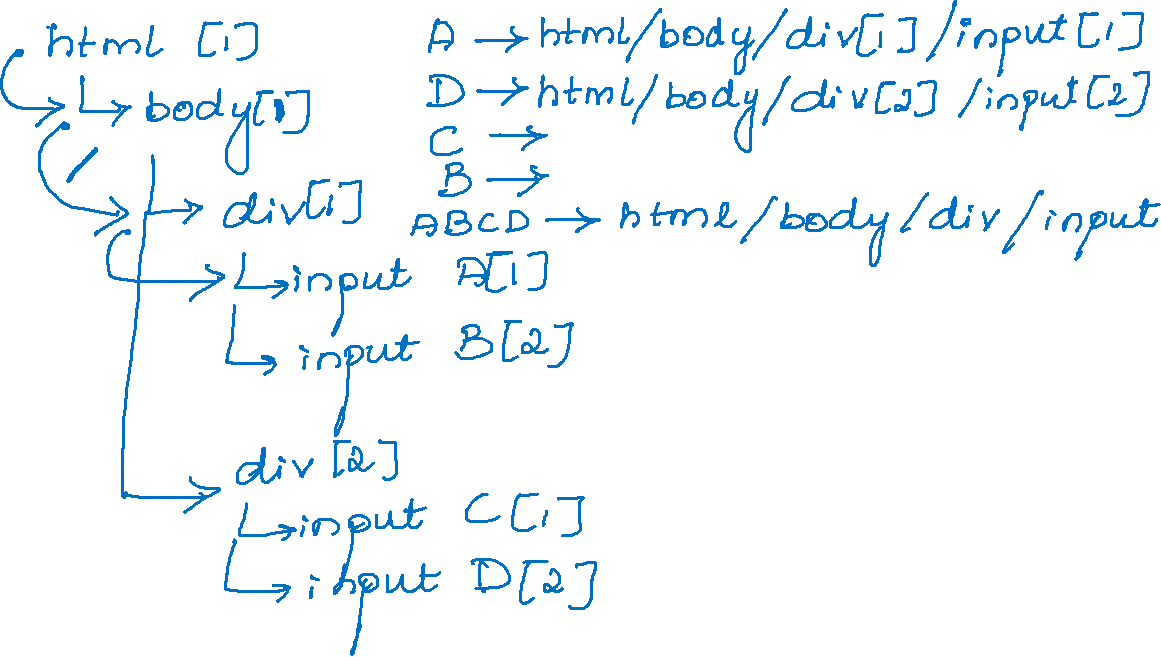 html [1]
body[1]
div[1]
input A[1]
input B[2]
div [2]
input C[1]
input D[2]
A → html/body/div[1]/input[1]
D → html/body/div[2]/input[2]
C →
B →
ABCD → html/body/div/input